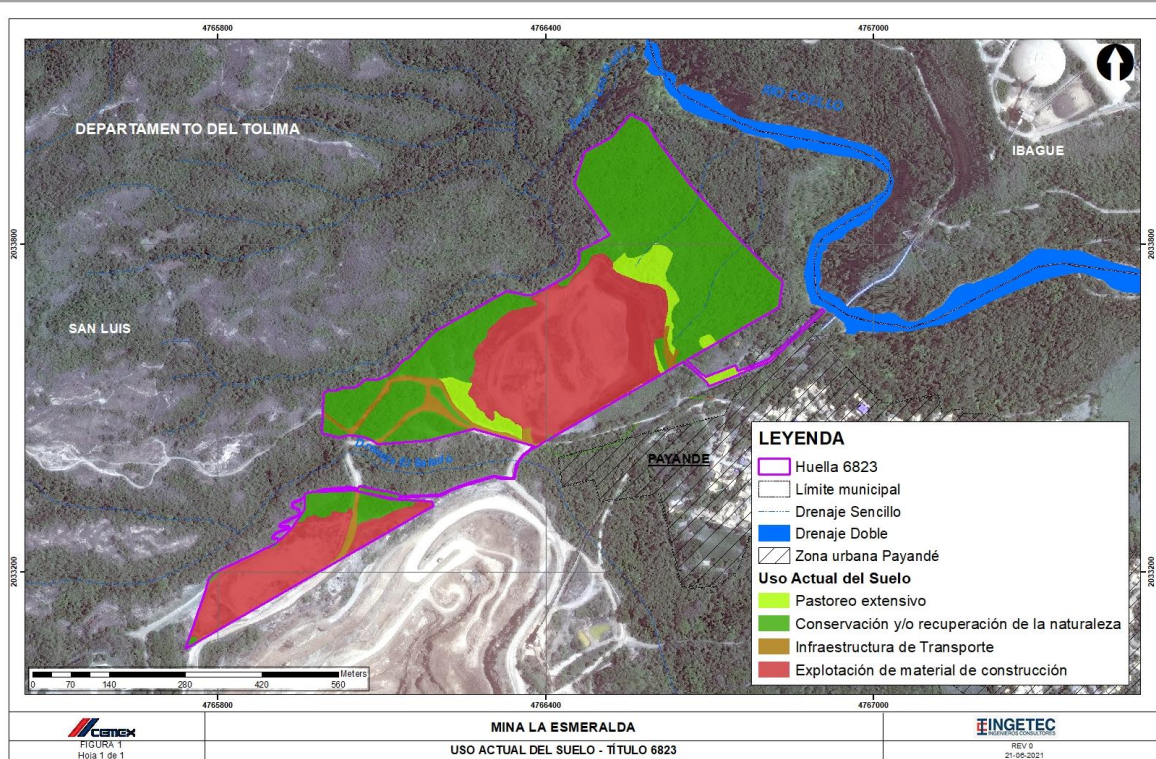 4765800 4766400 4767000
DEPARTAMENTO DEL TOLIMA
RIO COELLO
IBAGUE
2033800 2033800
SAN LUIS
PAYANDE
2033200 2033200
LEYENDA
Huella 6823
Límite municipal
Drenaje Sencillo
Drenaje Doble
Zona urbana Payandé
Uso Actual del Suelo
Pastoreo extensivo
Conservación y/o recuperación de la naturaleza
Infraestructura de Transporte
Explotación de material de construcción
Meters
0 70 140 280 420 560
4765800 4766400 4767000
CEMEX
FIGURA 1
Hoja 1 de 1
MINA LA ESMERALDA
USO ACTUAL DEL SUELO - TÍTULO 6823
INGETEC
INGENIEROS CONSULTORES
REV 0
21-06-2021